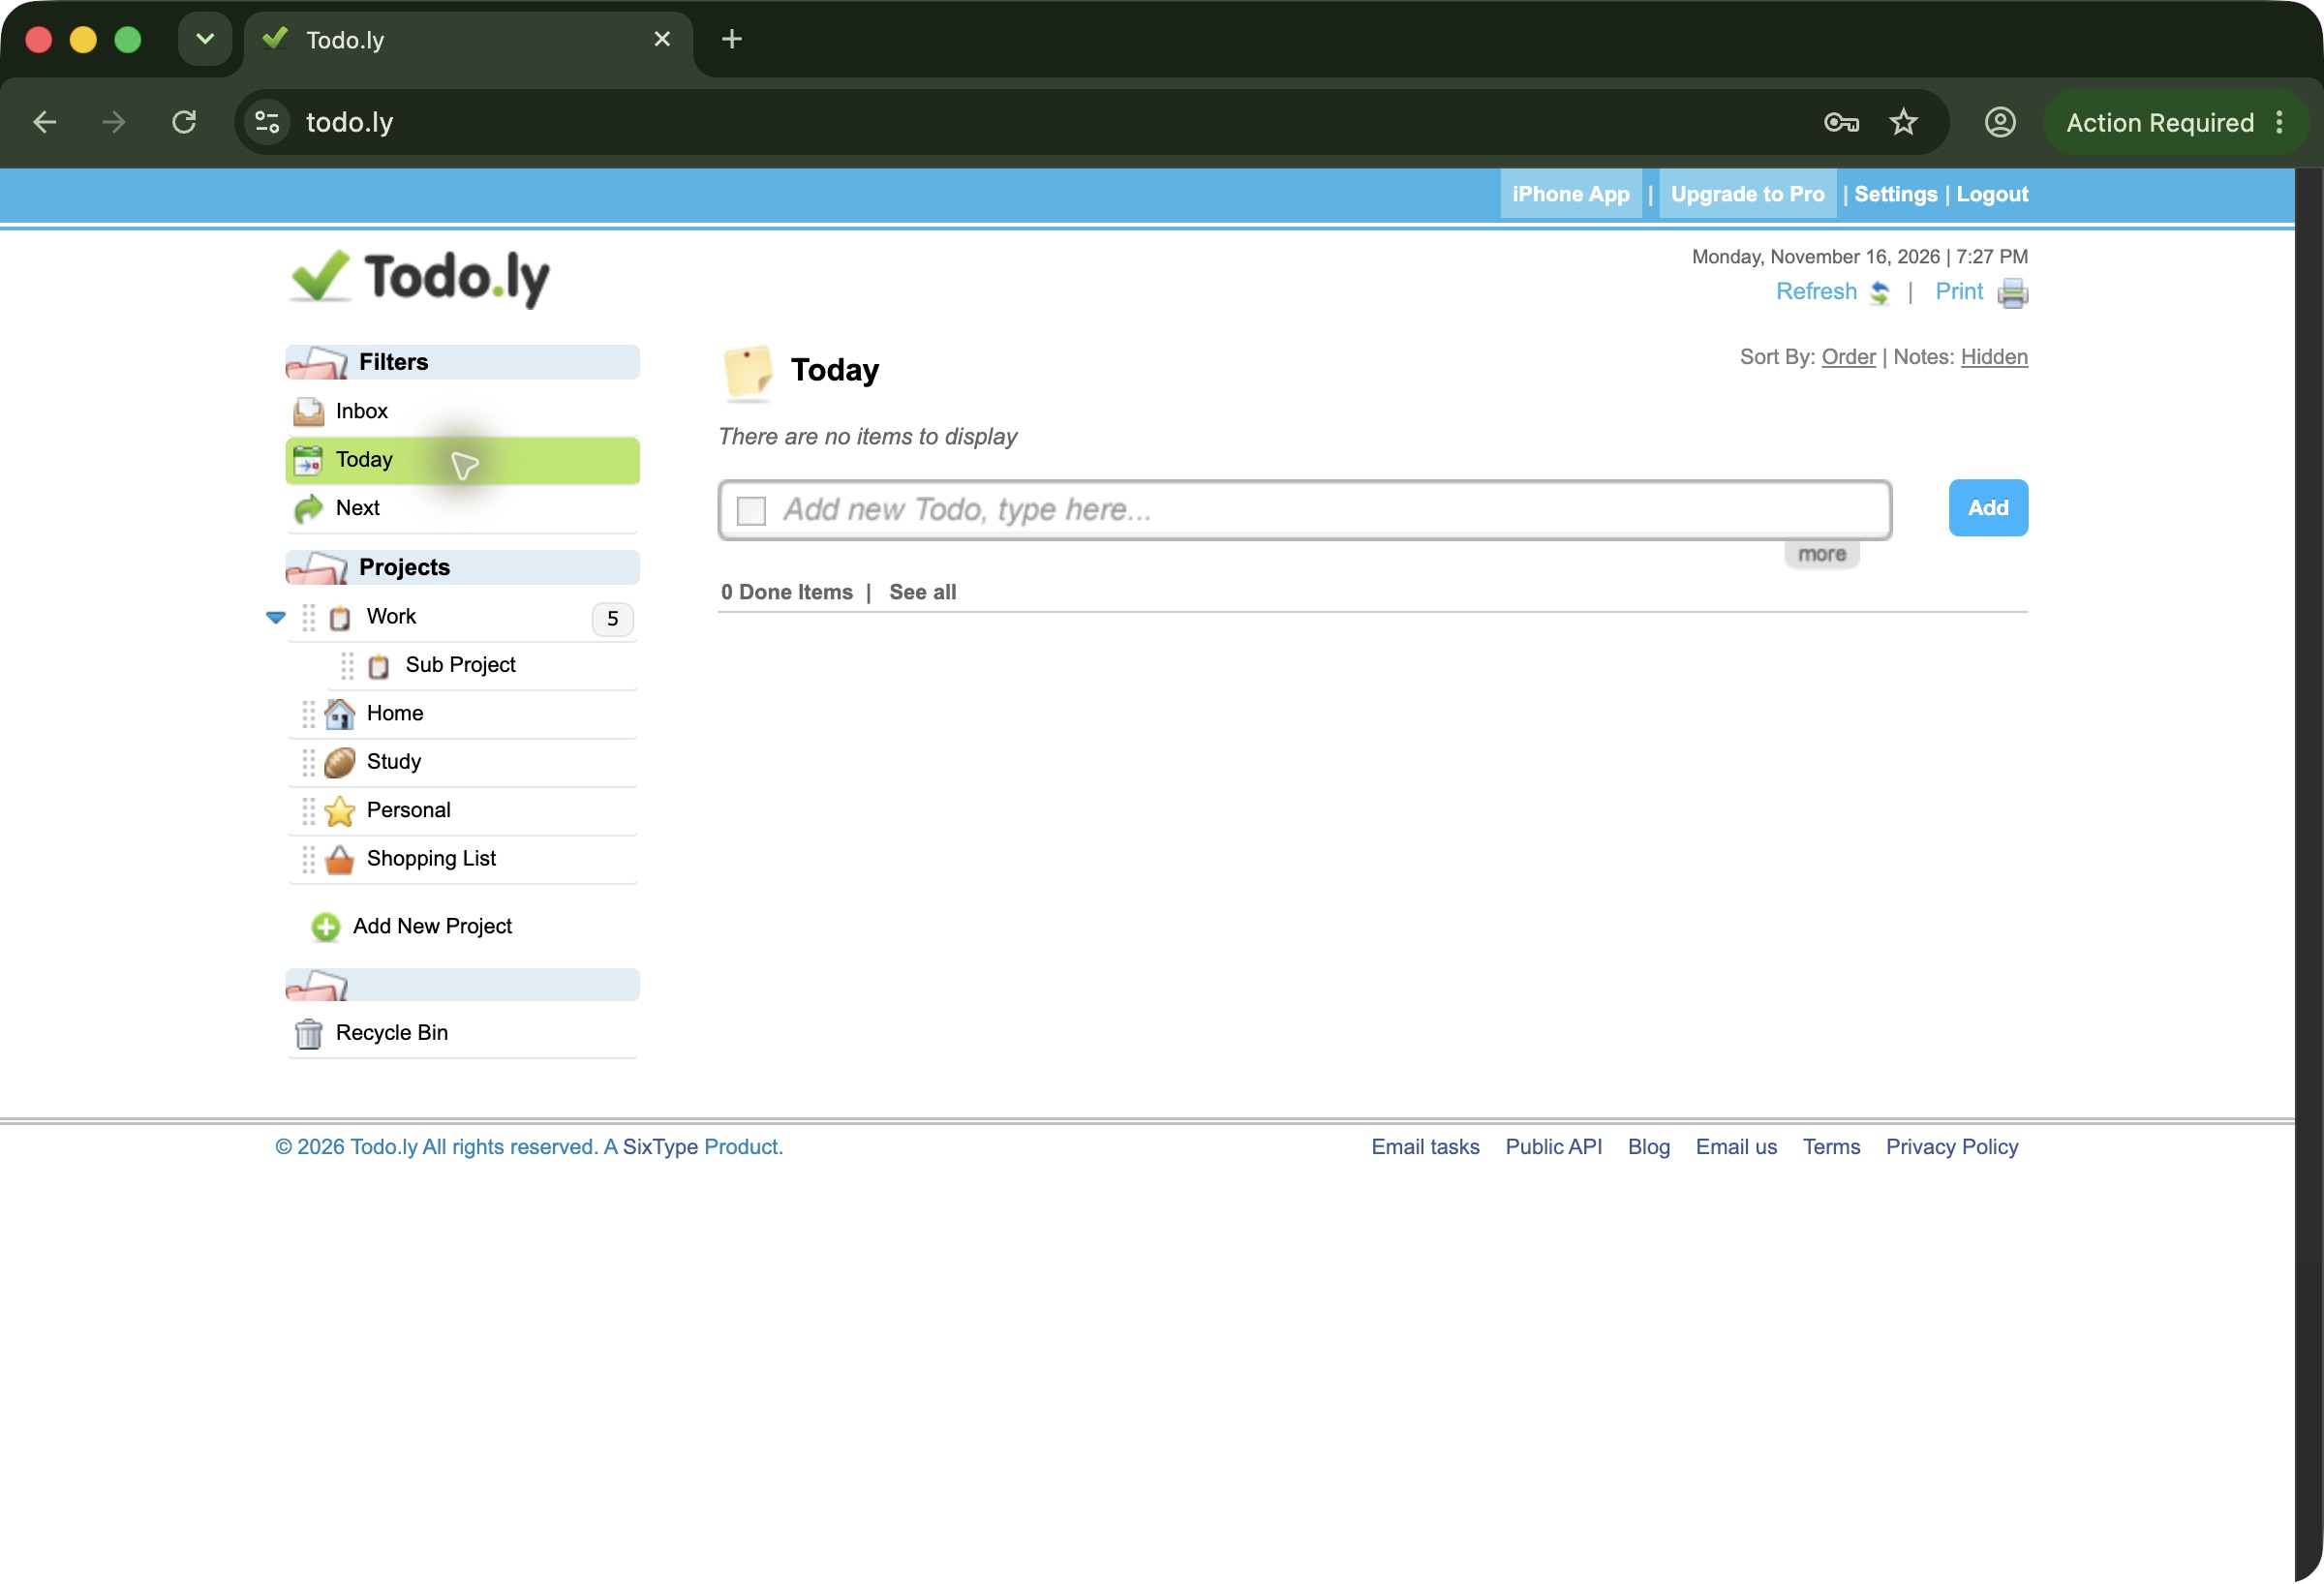 Todo.ly
todo.ly
Action Required
iPhone App | Upgrade to Pro | Settings | Logout
Todo.ly
Monday, November 16, 2026 | 7:27 PM
Refresh | Print
Filters
Inbox
Today
Next
Projects
Work 5
Sub Project
Home
Study
Personal
Shopping List
Add New Project
Recycle Bin
Today
Sort By: Order | Notes: Hidden
There are no items to display
Add new Todo, type here...
Add
more
0 Done Items | See all
© 2026 Todo.ly All rights reserved. A SixType Product.
Email tasks Public API Blog Email us Terms Privacy Policy